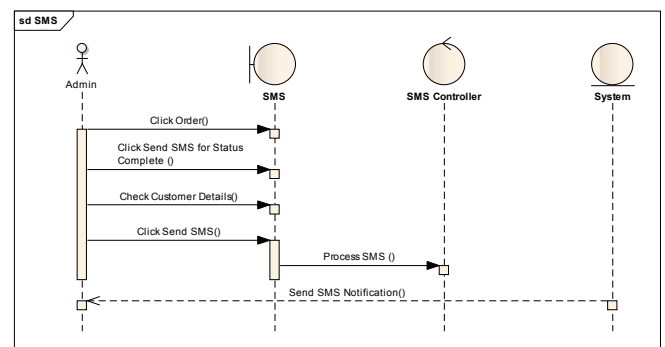 sd SMS
Admin
SMS
SMS Controller
System
Click Order()
Click Send SMS for Status
Complete ()
Check Customer Details()
Click Send SMS()
Process SMS ()
Send SMS Notification()